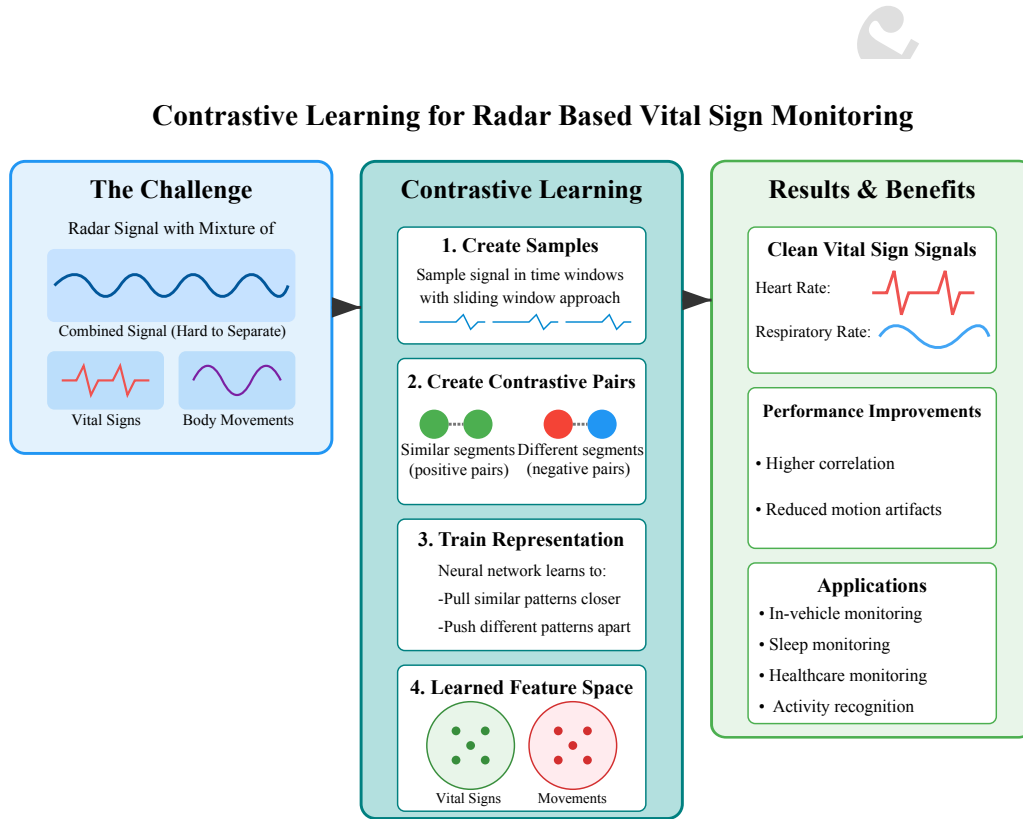 Contrastive Learning for Radar Based Vital Sign Monitoring
The Challenge
Radar Signal with Mixture of
Combined Signal (Hard to Separate)
Vital Signs
Body Movements
Contrastive Learning
1. Create Samples
Sample signal in time windows
with sliding window approach
2. Create Contrastive Pairs
Similar segments
(positive pairs)
Different segments
(negative pairs)
3. Train Representation
Neural network learns to:
-Pull similar patterns closer
-Push different patterns apart
4. Learned Feature Space
Vital Signs
Movements
Results & Benefits
Clean Vital Sign Signals
Heart Rate:
Respiratory Rate:
Performance Improvements
• Higher correlation
• Reduced motion artifacts
Applications
• In-vehicle monitoring
• Sleep monitoring
• Healthcare monitoring
• Activity recognition